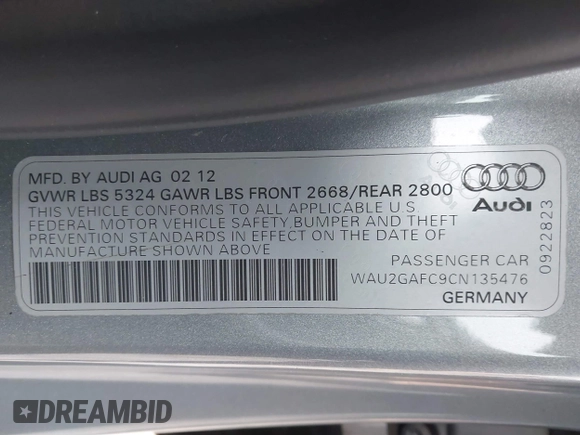 MFD. BY AUDI AG 02 12
GVWR LBS 5324 GAWR LBS FRONT 2668/REAR 2800
THIS VEHICLE CONFORMS TO ALL APPLICABLE U S
FEDERAL MOTOR VEHICLE SAFETY, BUMPER AND THEFT
PREVENTION STANDARDS IN EFFECT ON THE DATE OF
MANUFACTURE SHOWN ABOVE
Audi
0922823
PASSENGER CAR
WAU2GAFC9CN135476
GERMANY
DREAMBID